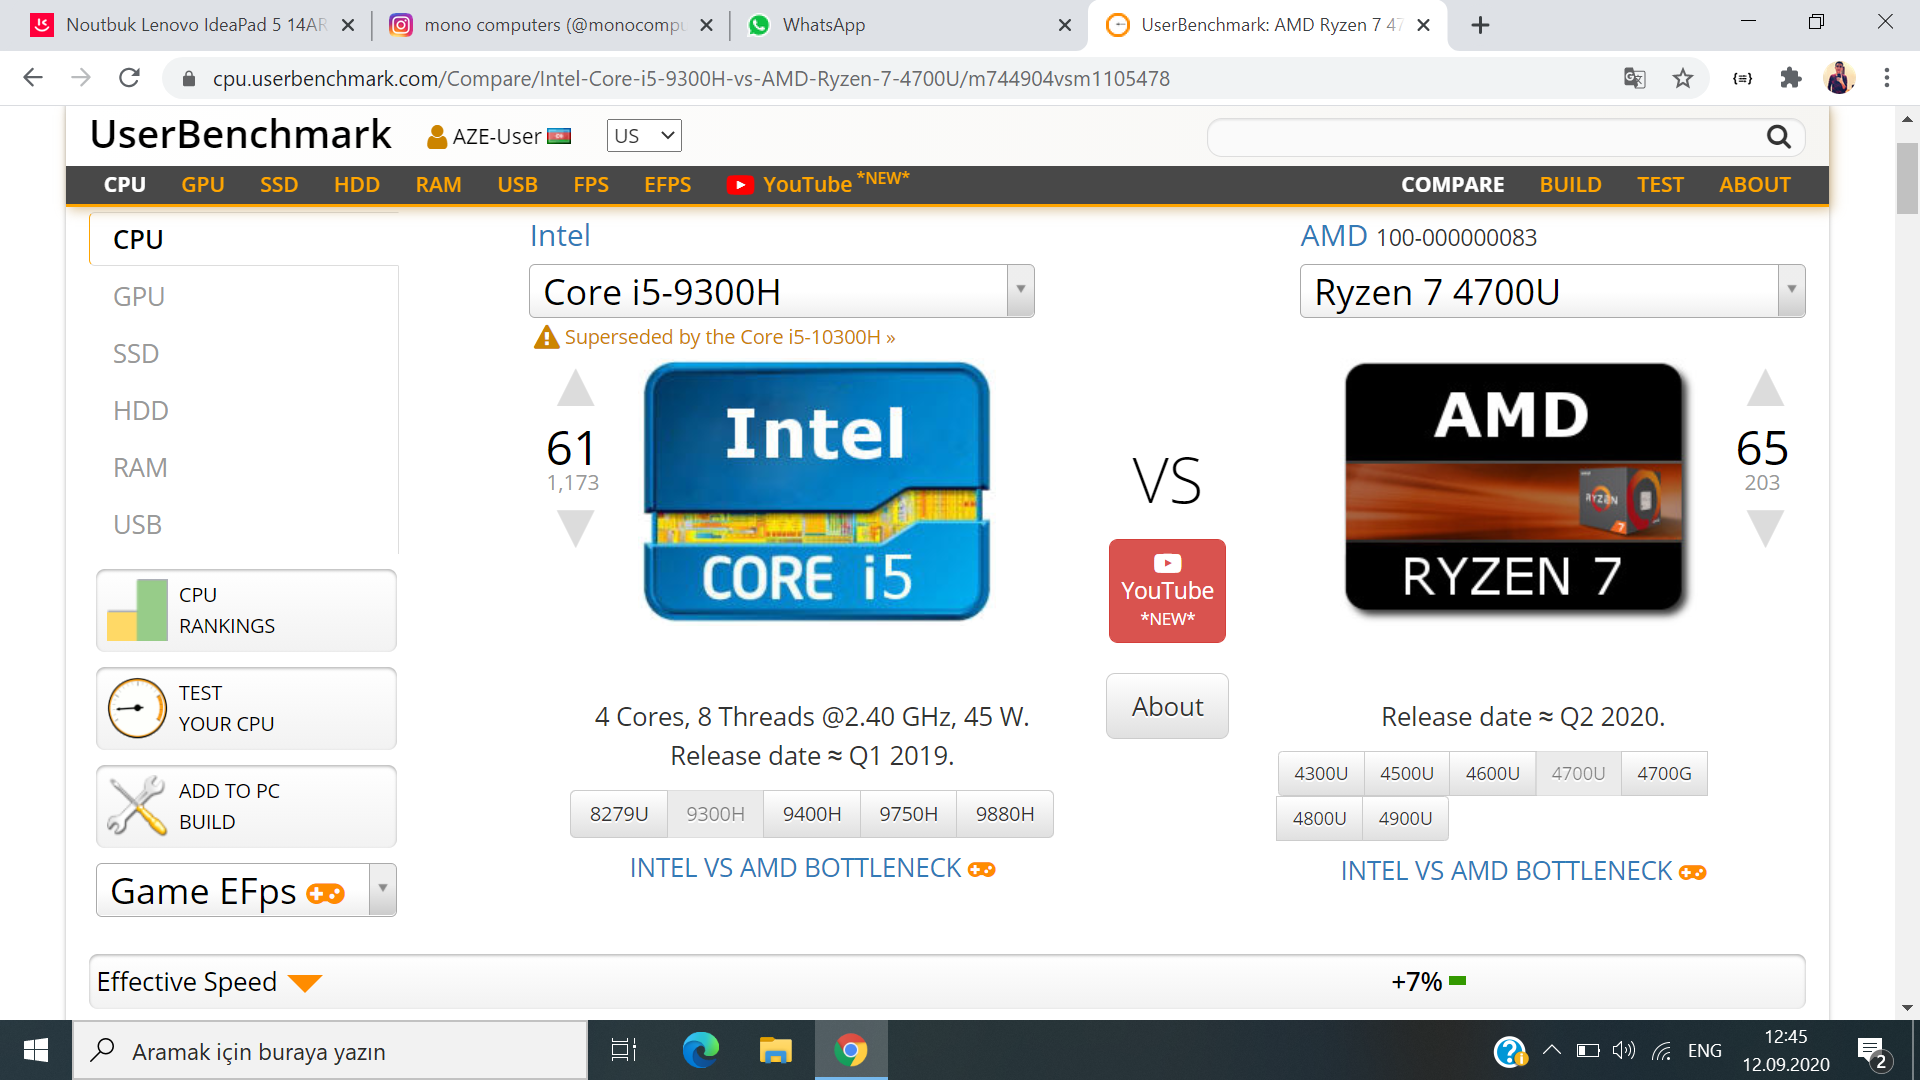 Noutbuk Lenovo IdeaPad 5 14AR
mono computers (@monocompu
WhatsApp
UserBenchmark: AMD Ryzen 7 47
cpu.userbenchmark.com/Compare/Intel-Core-i5-9300H-vs-AMD-Ryzen-7-4700U/m744904vsm1105478
UserBenchmark
AZE-User
US
CPU GPU SSD HDD RAM USB FPS EFPS YouTube *NEW*
COMPARE BUILD TEST ABOUT
CPU
GPU
SSD
HDD
RAM
USB
CPU
RANKINGS
TEST
YOUR CPU
ADD TO PC
BUILD
Game EFps
Intel
Core i5-9300H
Superseded by the Core i5-10300H »
61
1,173
Intel
CORE i5
4 Cores, 8 Threads @2.40 GHz, 45 W.
Release date ≈ Q1 2019.
8279U 9300H 9400H 9750H 9880H
INTEL VS AMD BOTTLENECK
VS
YouTube
*NEW*
About
AMD 100-000000083
Ryzen 7 4700U
AMD
RYZEN
7
RYZEN 7
65
203
Release date ≈ Q2 2020.
4300U 4500U 4600U 4700U 4700G
4800U 4900U
INTEL VS AMD BOTTLENECK
Effective Speed
+7%
Aramak için buraya yazın
ENG
12:45
12.09.2020
2